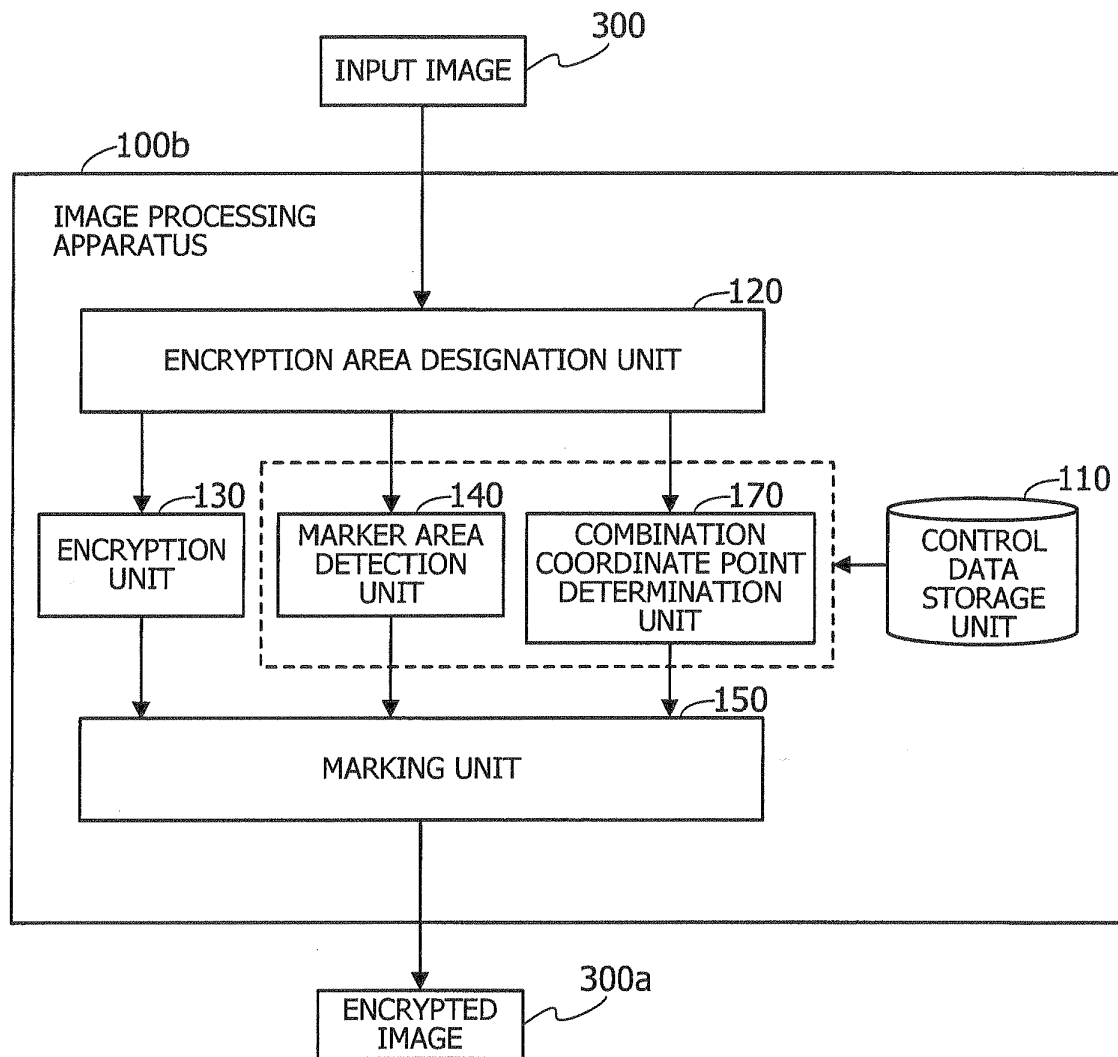 300
INPUT IMAGE
100b
IMAGE PROCESSING
APPARATUS
120
ENCRYPTION AREA DESIGNATION UNIT
130
ENCRYPTION
UNIT
140
MARKER AREA
DETECTION
UNIT
170
COMBINATION
COORDINATE POINT
DETERMINATION
UNIT
110
CONTROL
DATA
STORAGE
UNIT
150
MARKING UNIT
300a
ENCRYPTED
IMAGE